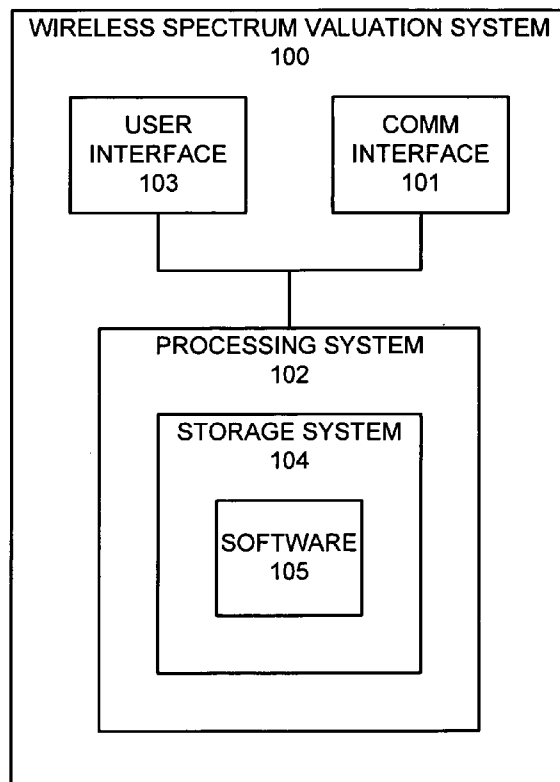 WIRELESS SPECTRUM VALUATION SYSTEM
100
USER
INTERFACE
103
COMM
INTERFACE
101
PROCESSING SYSTEM
102
STORAGE SYSTEM
104
SOFTWARE
105